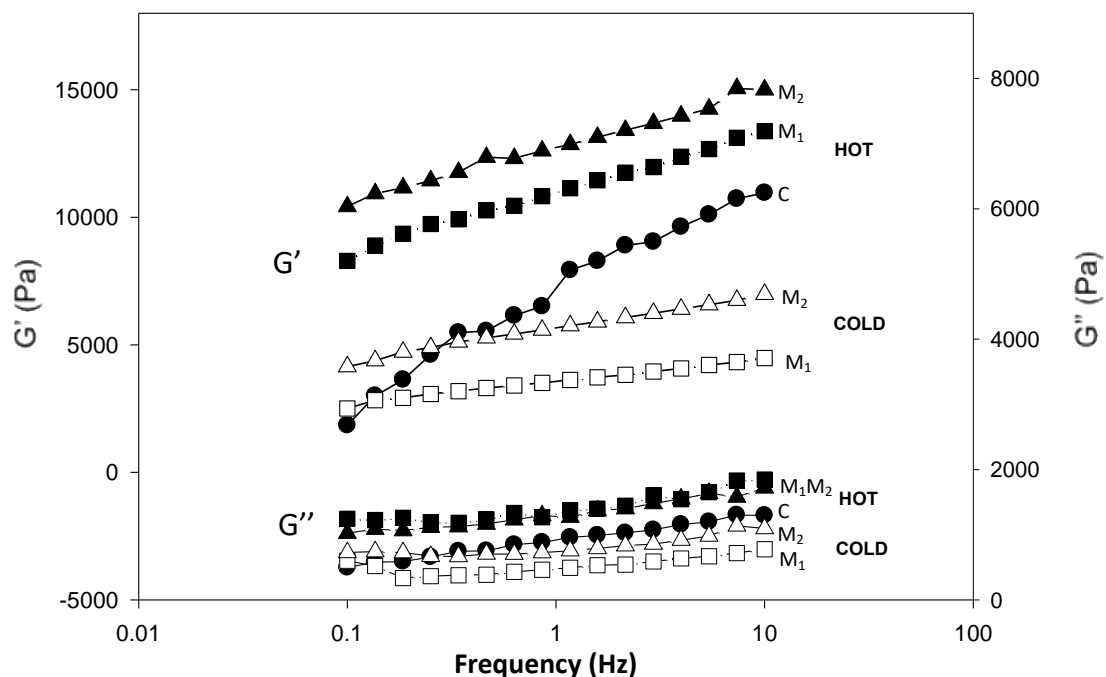 15000
10000
5000
0
-5000
G' (Pa)
8000
6000
4000
2000
0
G'' (Pa)
M₂
M₁
HOT
C
G'
M₂
COLD
M₁
M₁M₂
HOT
G''
C
M₂
COLD
M₁
0.01
0.1
1
10
100
Frequency (Hz)